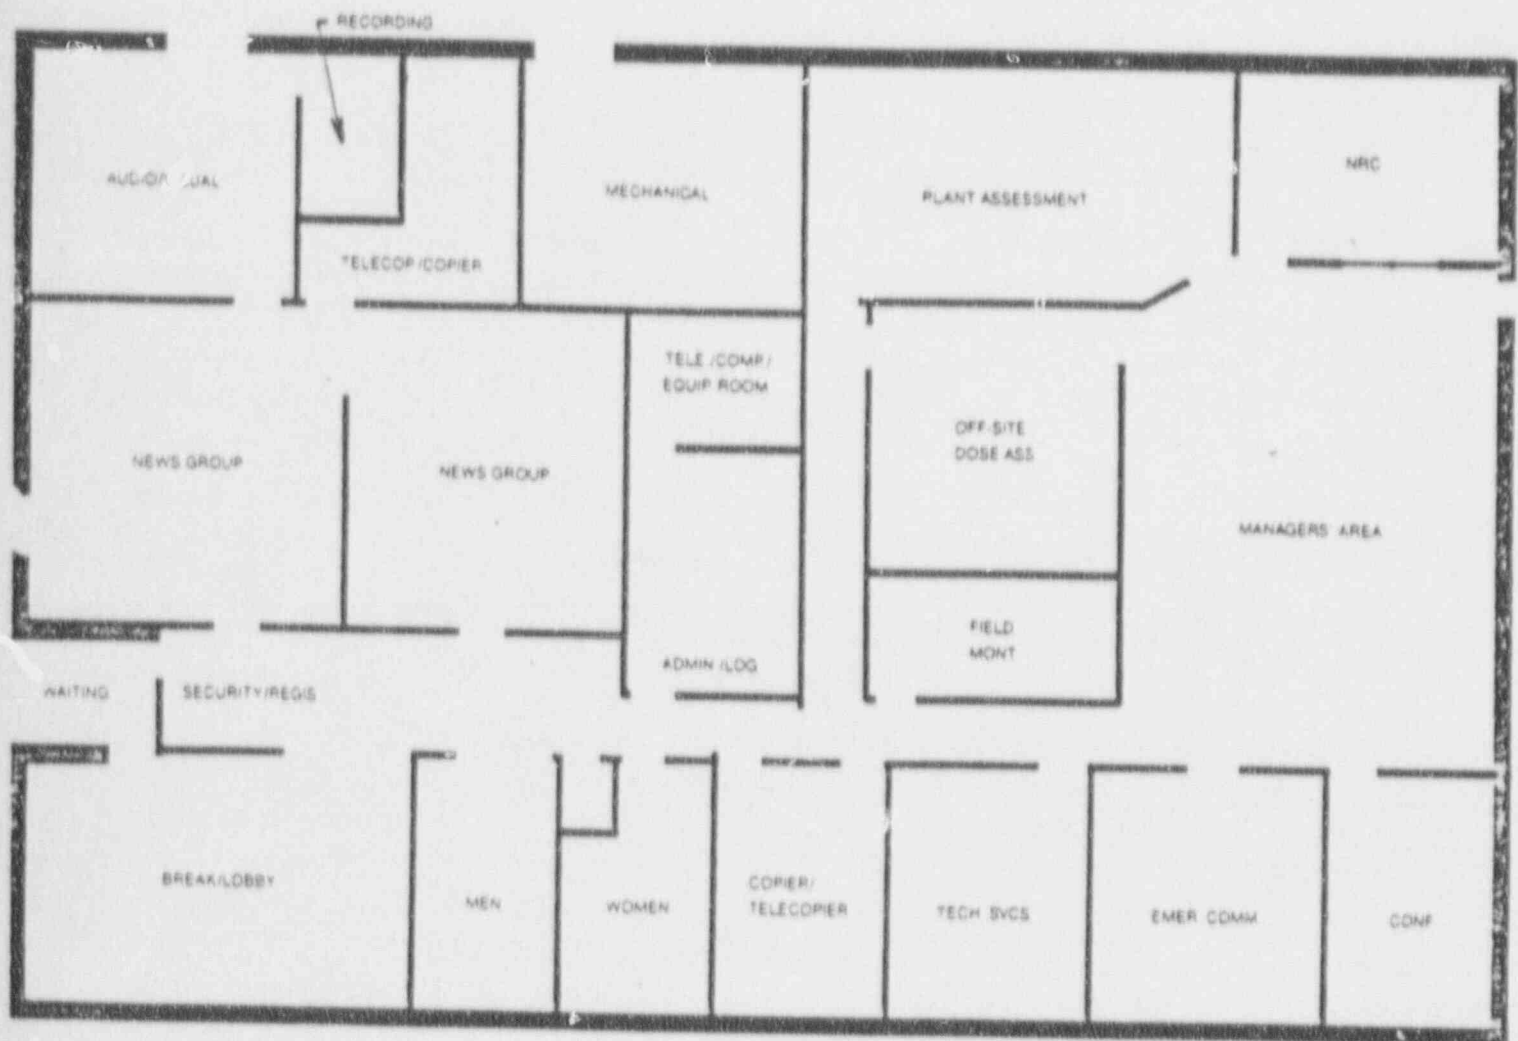 RECORDING
NRC
MECHANICAL
PLANT ASSESSMENT
TELECOP/COPIER
TELE/COMP/
EQUIP ROOM
OFF-SITE
DOSE ASS
NEWS GROUP
NEWS GROUP
MANAGERS AREA
FIELD
MONT
ADMIN/LOG
WAITING
SECURITY/REGIS
BREAK/LOBBY
MEN
WOMEN
COPIER/
TELECOPIER
TECH SVCS
EMER COMM
CONF